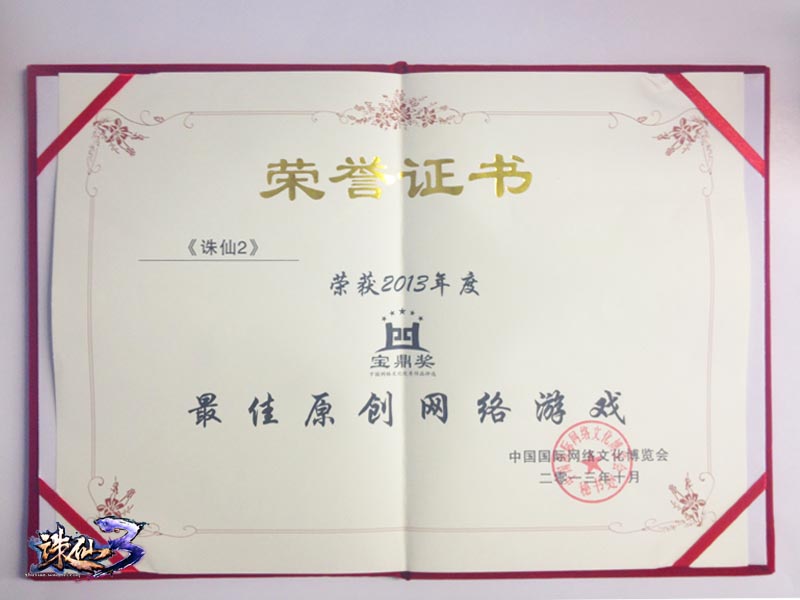 荣誉证书
《诛仙2》
荣获2013年度
宝鼎奖
最佳原创网络游戏
中国国际网络文化博览会
二零一三年十月
诛仙3